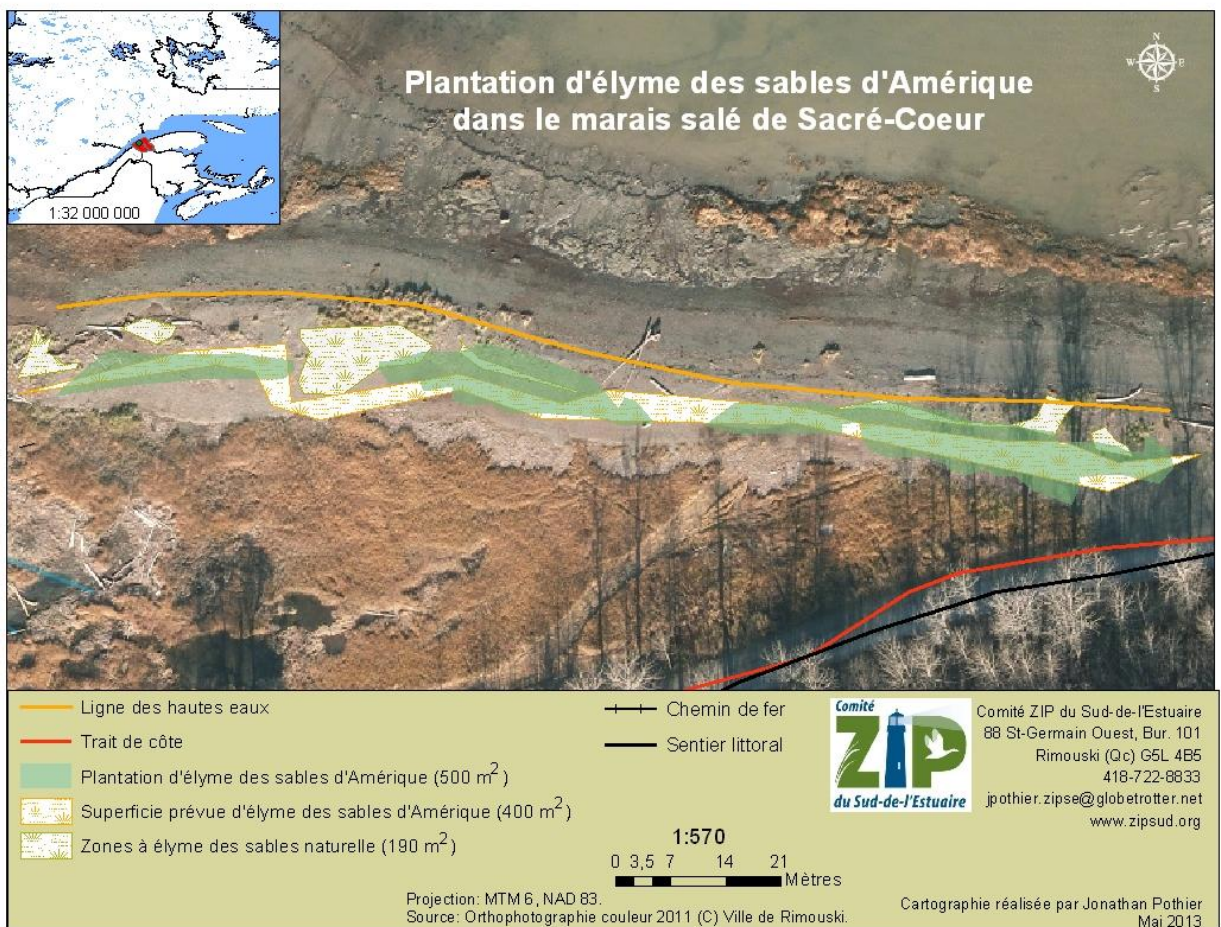 Plantation d'élyme des sables d'Amérique
dans le marais salé de Sacré-Coeur
N
W E
S
1:32 000 000
Ligne des hautes eaux
Trait de côte
Plantation d'élyme des sables d'Amérique (500 m²)
Superficie prévue d'élyme des sables d'Amérique (400 m²)
Zones à élyme des sables naturelle (190 m²)
Chemin de fer
Sentier littoral
1:570
0 3,5 7 14 21
Mètres
Projection: MTM 6, NAD 83.
Source: Orthophotographie couleur 2011 (C) Ville de Rimouski.
Comité
ZIP
du Sud-de-l'Estuaire
Comité ZIP du Sud-de-l'Estuaire
88 St-Germain Ouest, Bur. 101
Rimouski (Qc) G5L 4B5
418-722-8833
jpothier.zipse@globetrotter.net
www.zipsud.org
Cartographie réalisée par Jonathan Pothier
Mai 2013